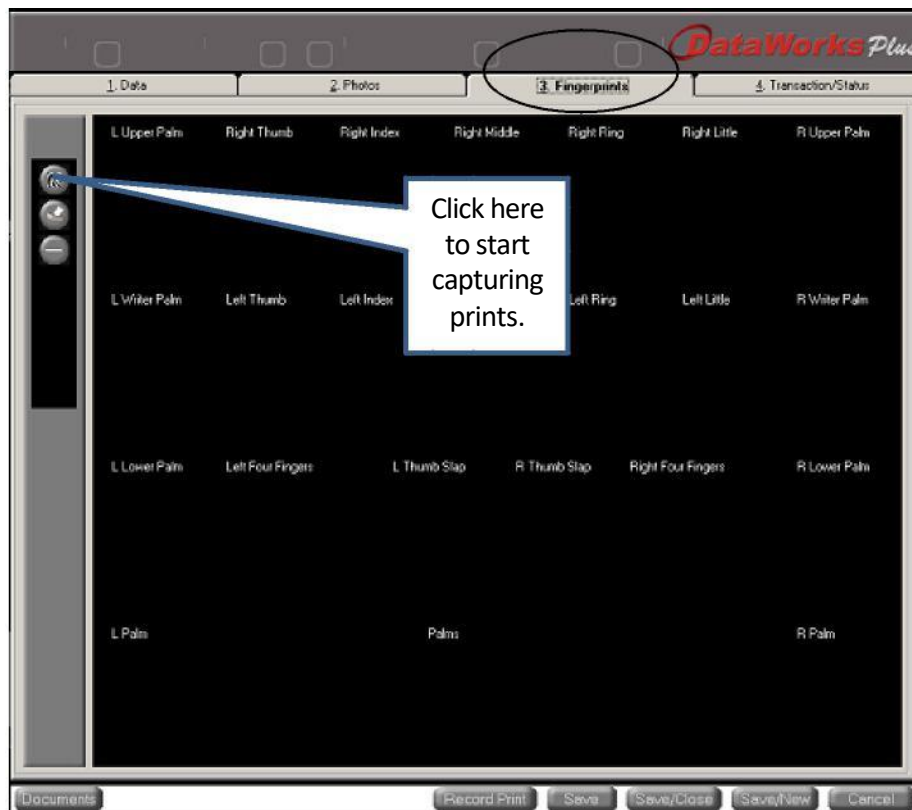 DataWorks Plus
1. Data 2. Photos 3. Fingerprints 4. Transaction/Status
L Upper Palm Right Thumb Right Index Right Middle Right Ring Right Little R Upper Palm
Click here
to start
capturing
prints.
L Writer Palm Left Thumb Left Index Left Ring Left Little R Writer Palm
L Lower Palm Left Four Fingers L Thumb Slap R Thumb Slap Right Four Fingers R Lower Palm
L Palm Palms R Palm
Documents Record Print Save Save/Close Save/New Cancel